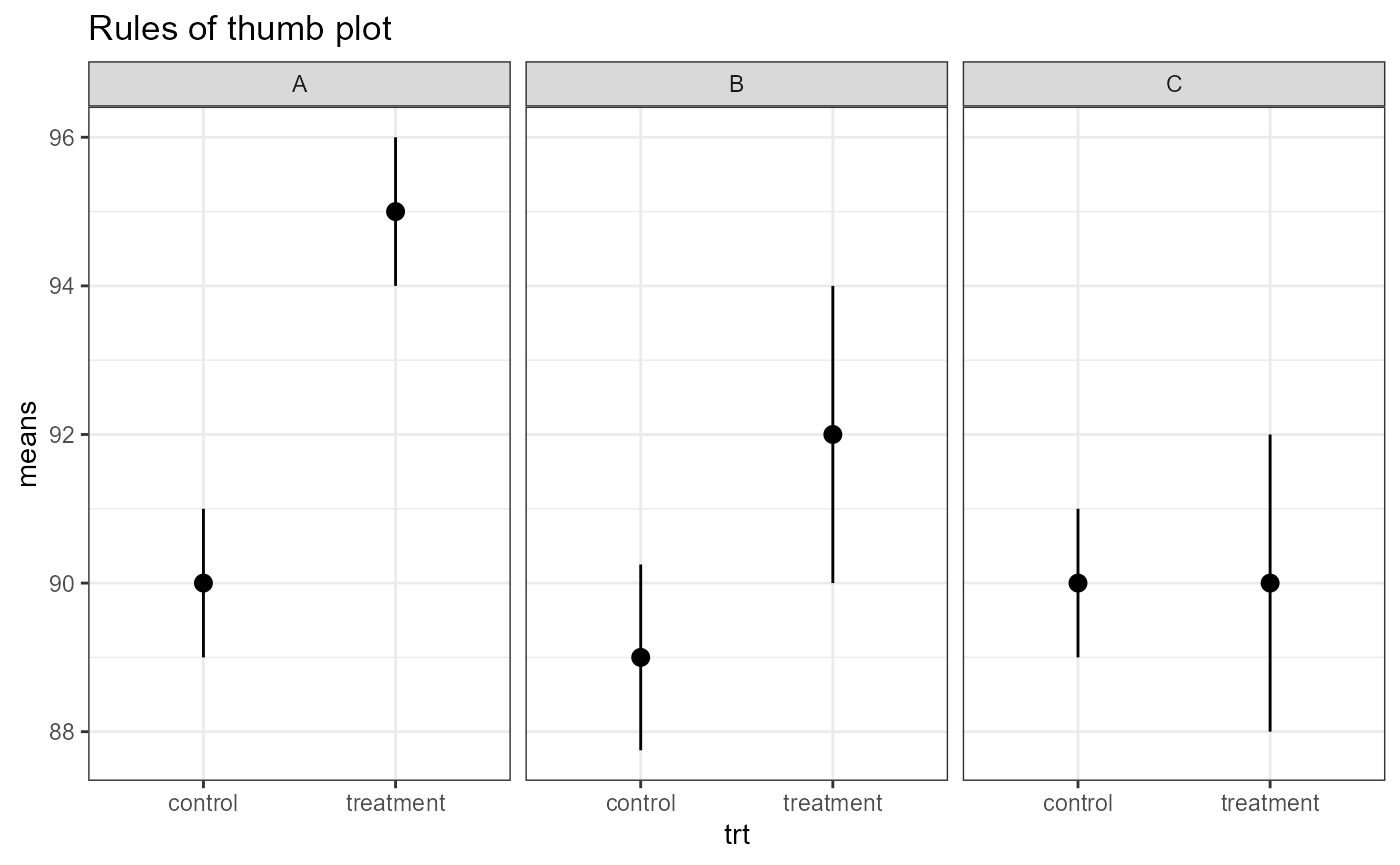 Rules of thumb plot
A B C
96
94
92
90
88
means
control treatment control treatment control treatment
trt